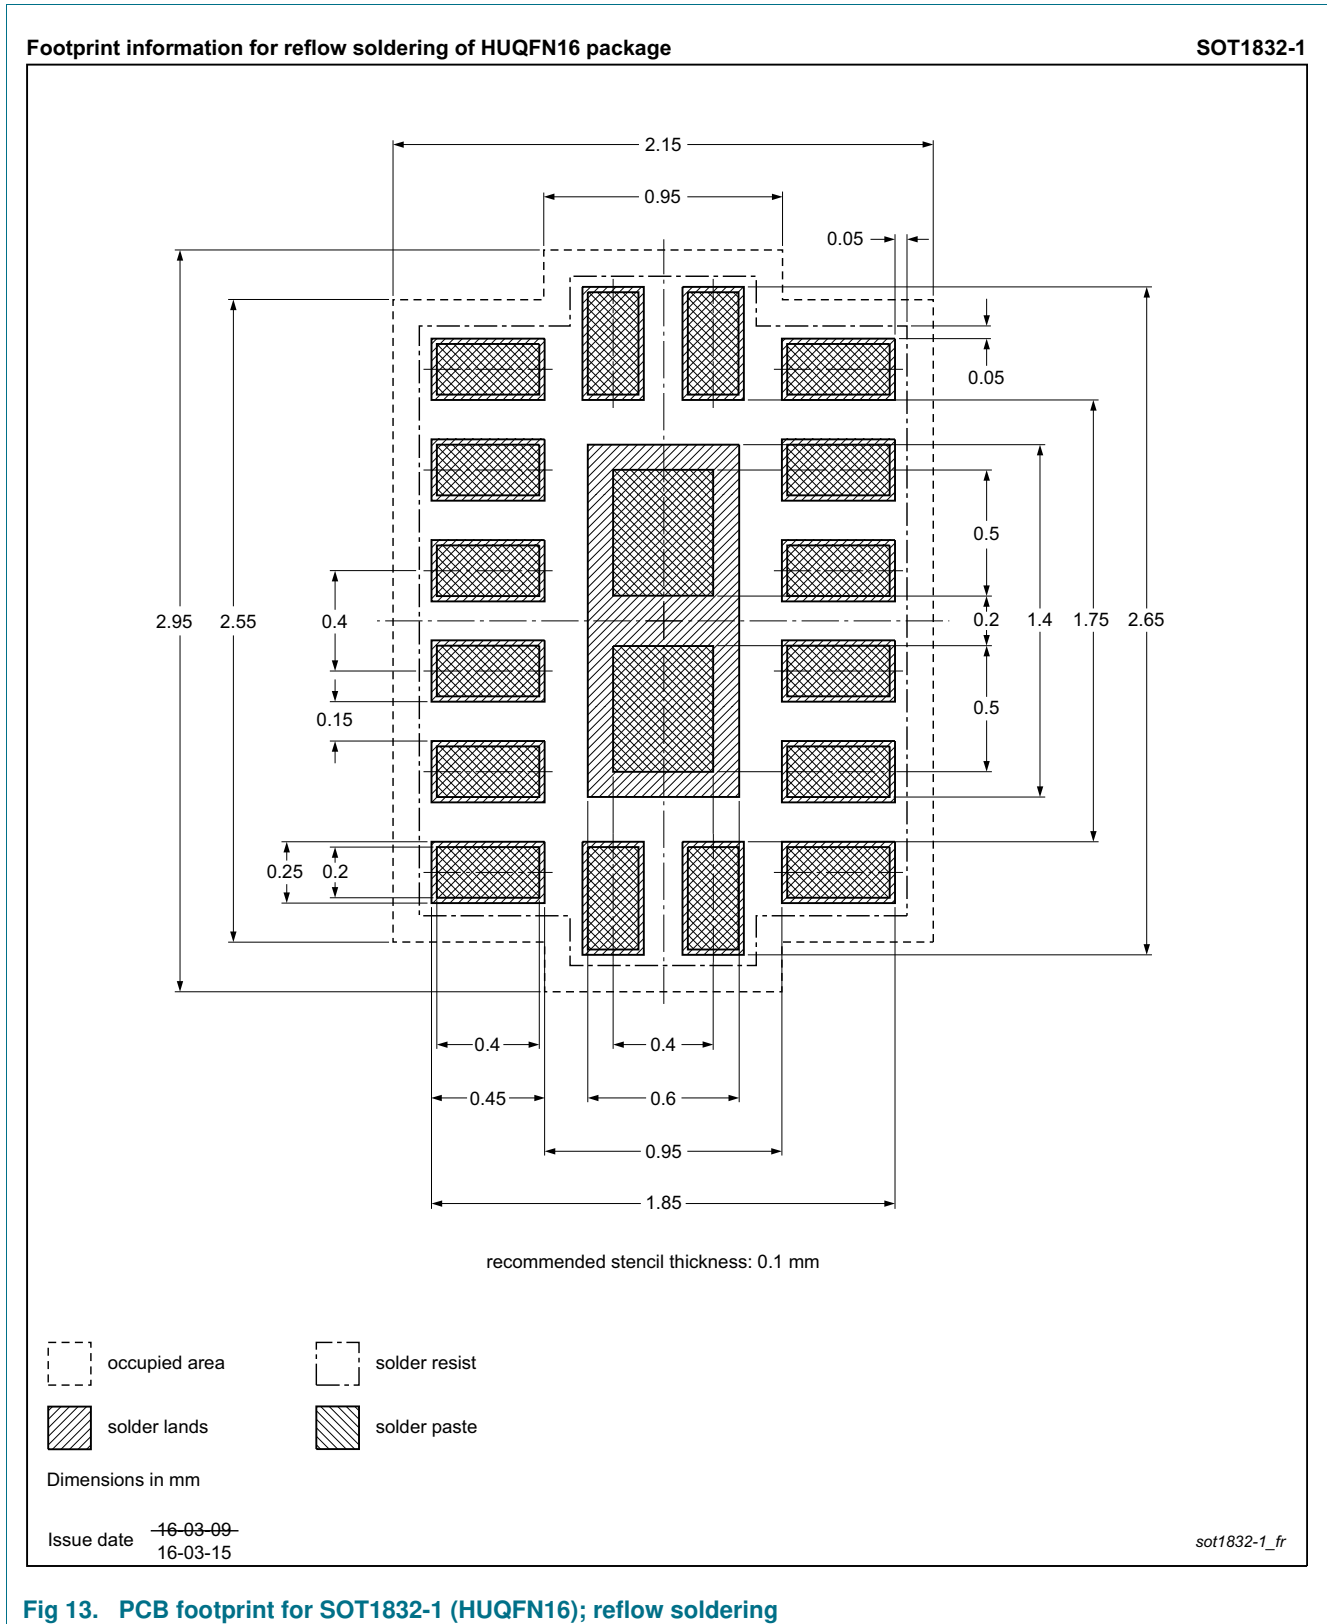 Footprint information for reflow soldering of HUQFN16 package SOT1832-1
2.15
0.95
0.05
0.05
0.5
2.95 2.55 0.4 0.2 1.4 1.75 2.65
0.5
0.15
0.25 0.2
0.4 0.4
0.45 0.6
0.95
1.85
recommended stencil thickness: 0.1 mm
occupied area solder resist
solder lands solder paste
Dimensions in mm
Issue date 16-03-09
16-03-15
sot1832-1_fr
Fig 13. PCB footprint for SOT1832-1 (HUQFN16); reflow soldering